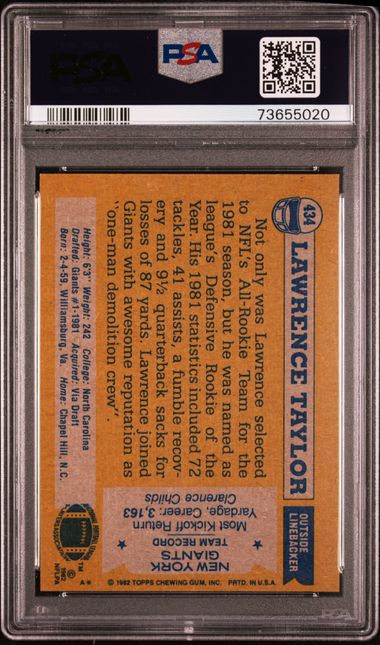 PSA
PSA
73655020
434
LAWRENCE TAYLOR
OUTSIDE
LINEBACKER
Not only was Lawrence selected
to NFL's All-Rookie Team for the
1981 season, but he was named as
league's Defensive Rookie of the
Year. His 1981 statistics included 72
tackles, 41 assists, a fumble recov-
ery and 9½ quarterback sacks for
losses of 87 yards. Lawrence joined
Giants with awesome reputation as
"one-man demolition crew".
Height: 6'3" Weight: 242 College: North Carolina
Drafted: Giants #1-1981 Acquired: Via Draft
Born: 2-4-59, Williamsburg, Va. Home: Chapel Hill, N.C.
NEW YORK
GIANTS
TEAM RECORD
Most Kickoff Return
Yardage, Career: 3,163
Clarence Childs
© 1982 TOPPS CHEWING GUM, INC. PRTD. IN U.S.A.
TM
©
1982
NFLPA
A*